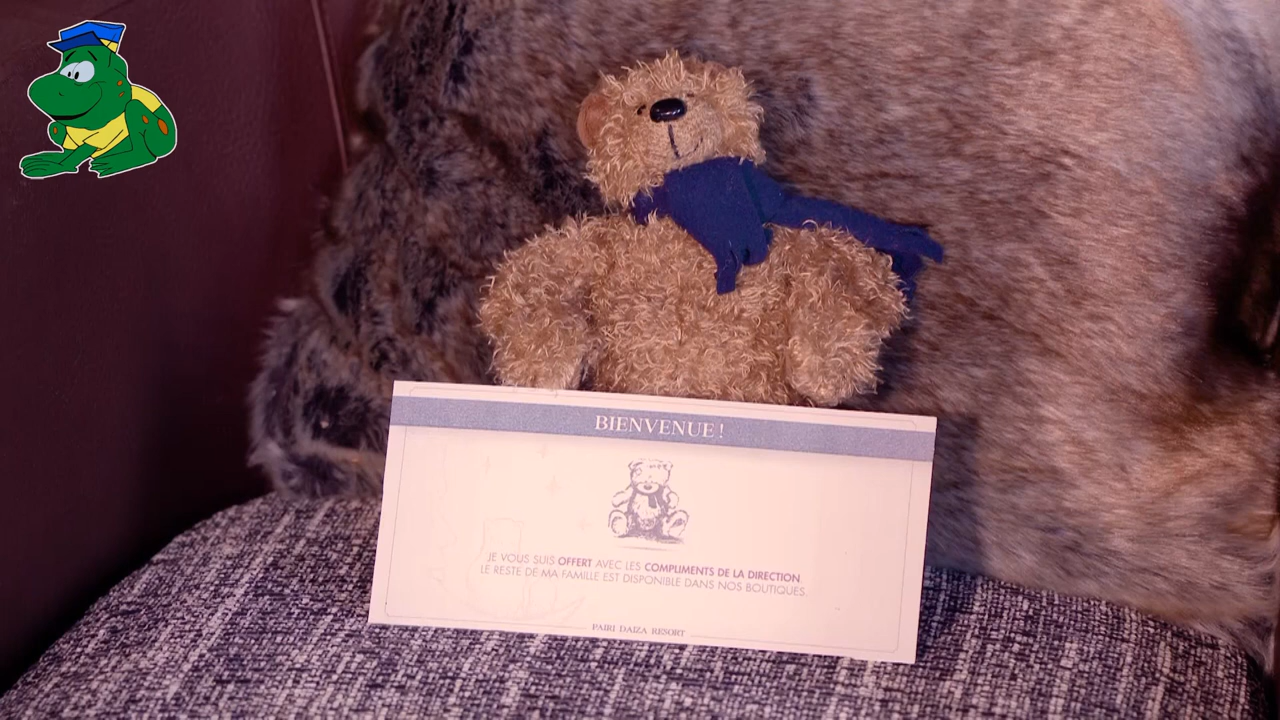 BIENVENUE !
JE VOUS SUIS OFFERT AVEC LES COMPLIMENTS DE LA DIRECTION.
LE RESTE DE MA FAMILLE EST DISPONIBLE DANS NOS BOUTIQUES.
PAIRI DAIZA RESORT